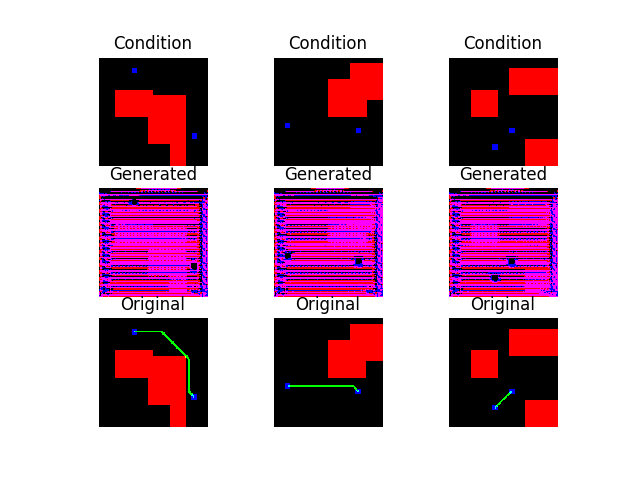 Condition Condition Condition
Generated Generated Generated
Original Original Original